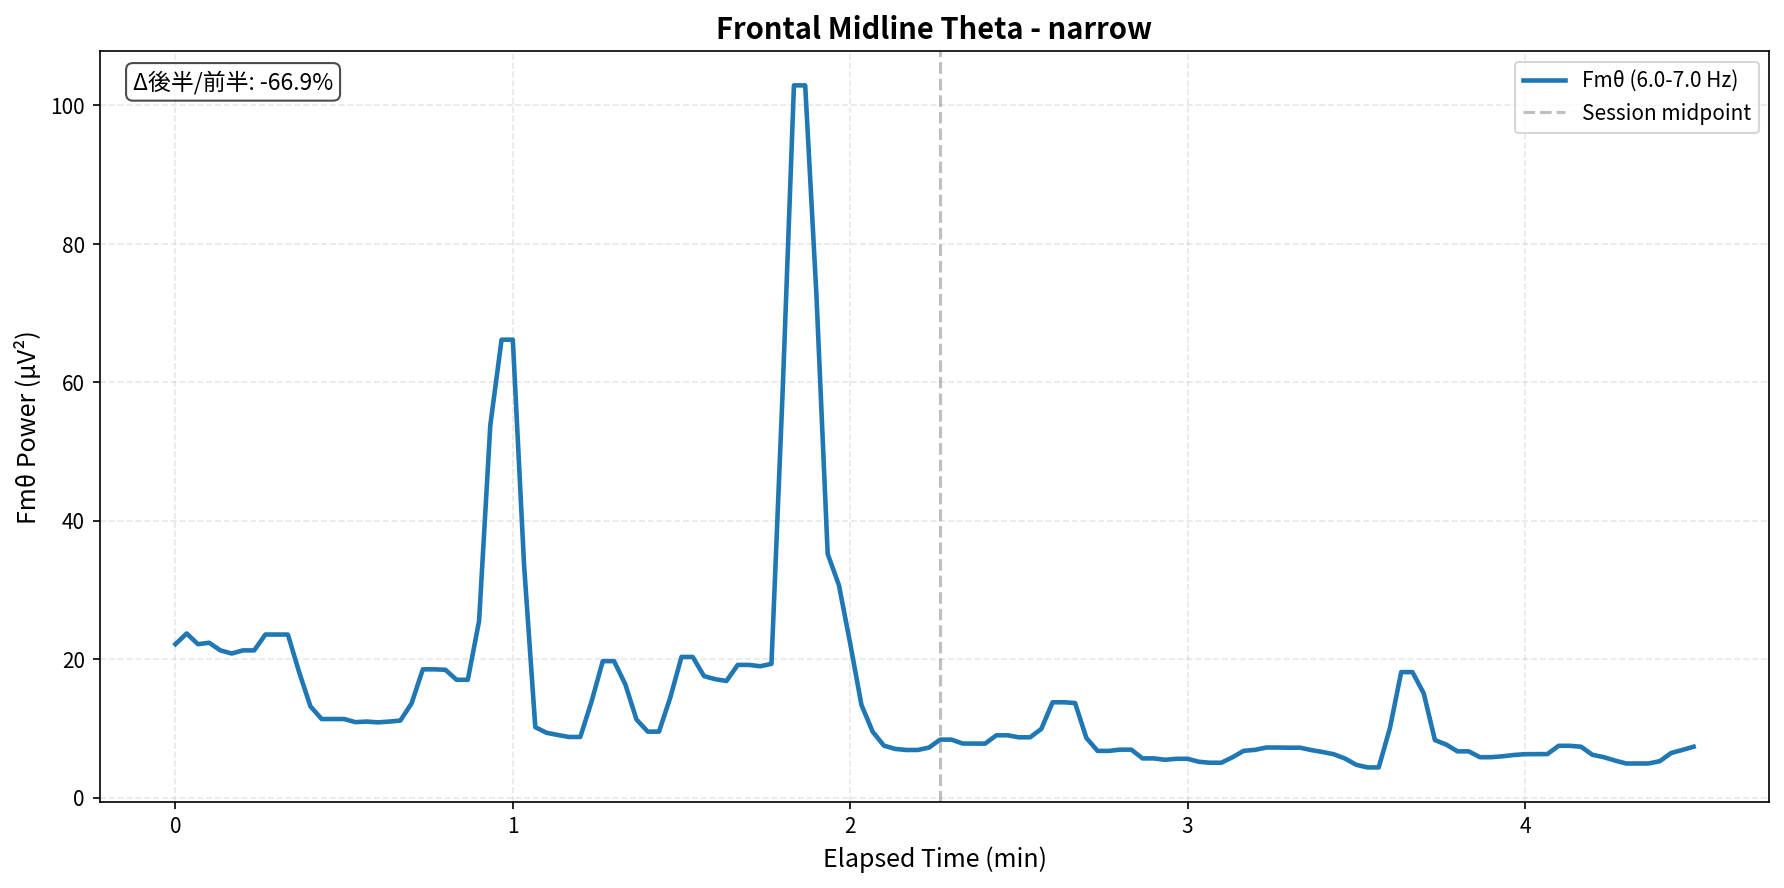 Frontal Midline Theta - narrow
Δ後半/前半: -66.9%
Fmθ (6.0-7.0 Hz)
Session midpoint
Fmθ Power (μV²)
100
80
60
40
20
0
0 1 2 3 4
Elapsed Time (min)